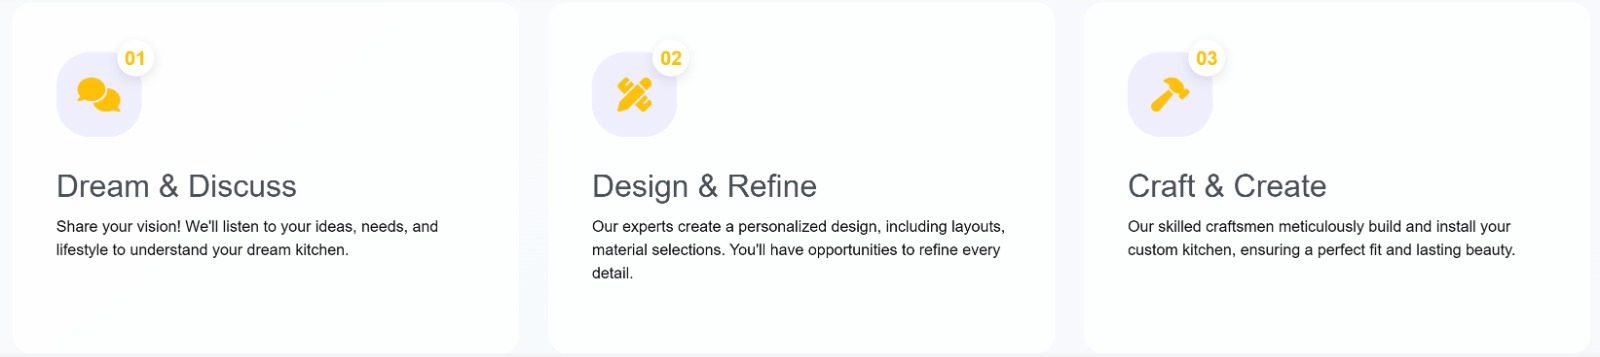 01
Dream & Discuss
Share your vision! We'll listen to your ideas, needs, and
lifestyle to understand your dream kitchen.
02
Design & Refine
Our experts create a personalized design, including layouts,
material selections. You'll have opportunities to refine every
detail.
03
Craft & Create
Our skilled craftsmen meticulously build and install your
custom kitchen, ensuring a perfect fit and lasting beauty.